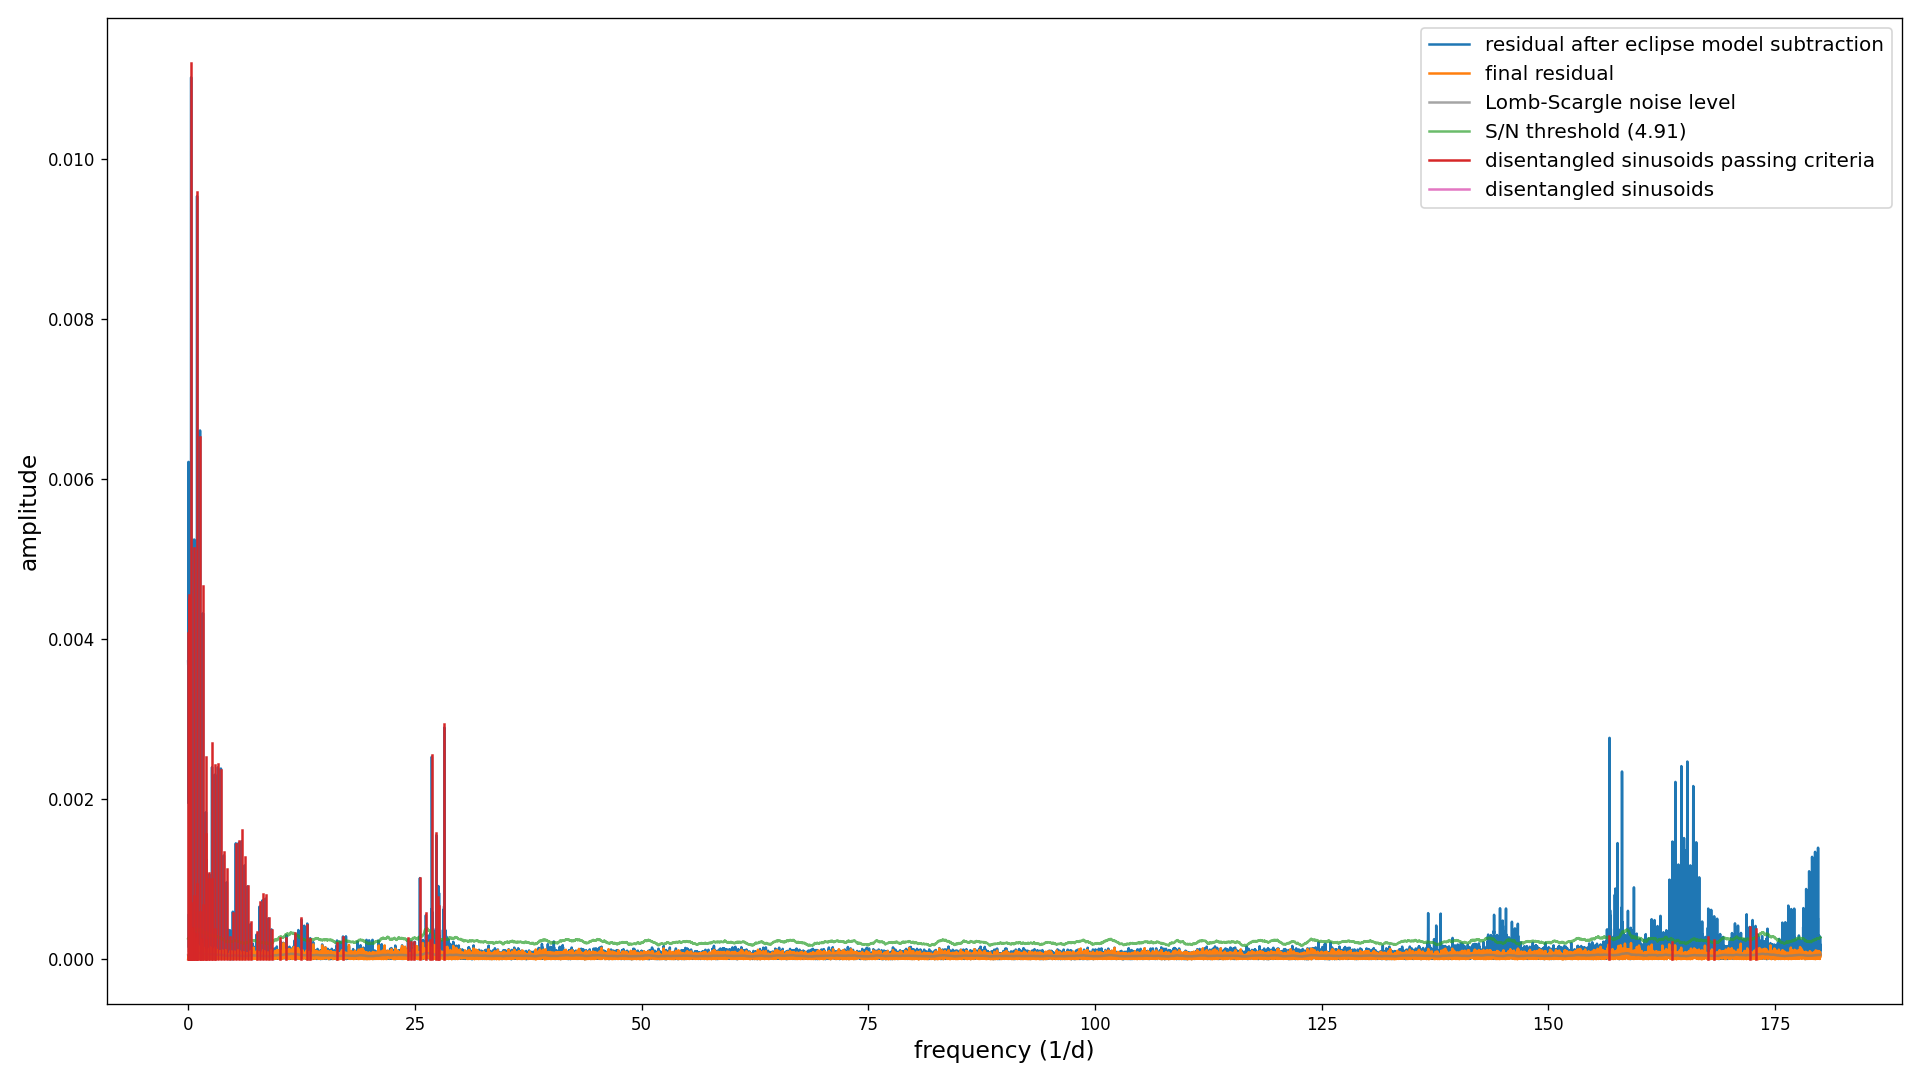 residual after eclipse model subtraction
final residual
Lomb-Scargle noise level
S/N threshold (4.91)
disentangled sinusoids passing criteria
disentangled sinusoids
amplitude
0.010
0.008
0.006
0.004
0.002
0.000
0 25 50 75 100 125 150 175
frequency (1/d)